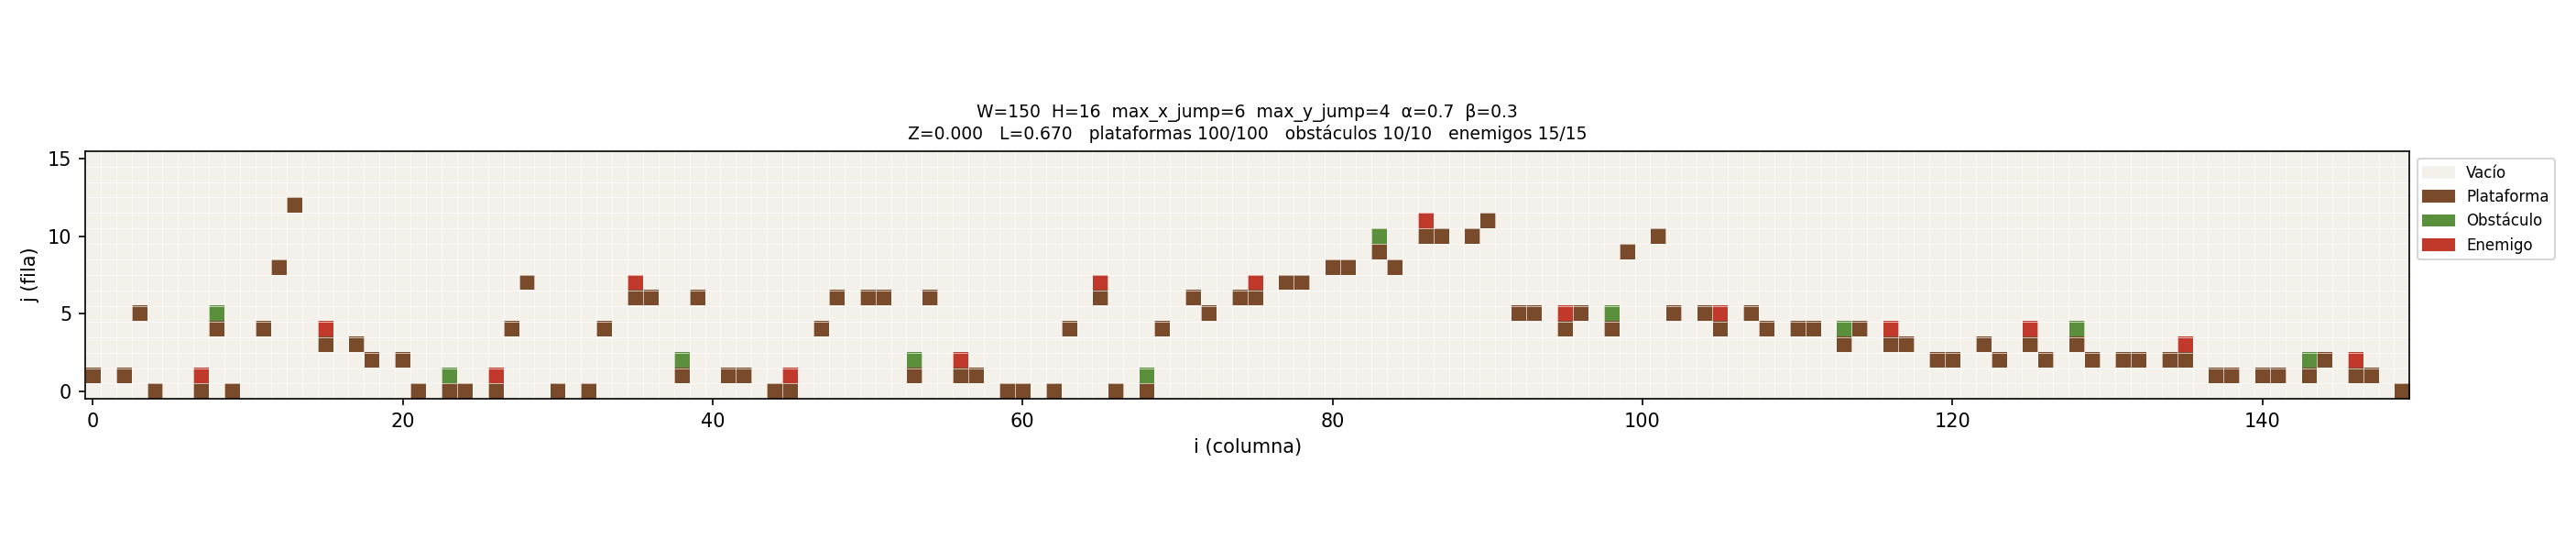 W=150  H=16  max_x_jump=6  max_y_jump=4  α=0.7  β=0.3
Z=0.000   L=0.670   plataformas 100/100   obstáculos 10/10   enemigos 15/15
15
10
5
0
j (fila)
0 20 40 60 80 100 120 140
i (columna)
Vacío
Plataforma
Obstáculo
Enemigo